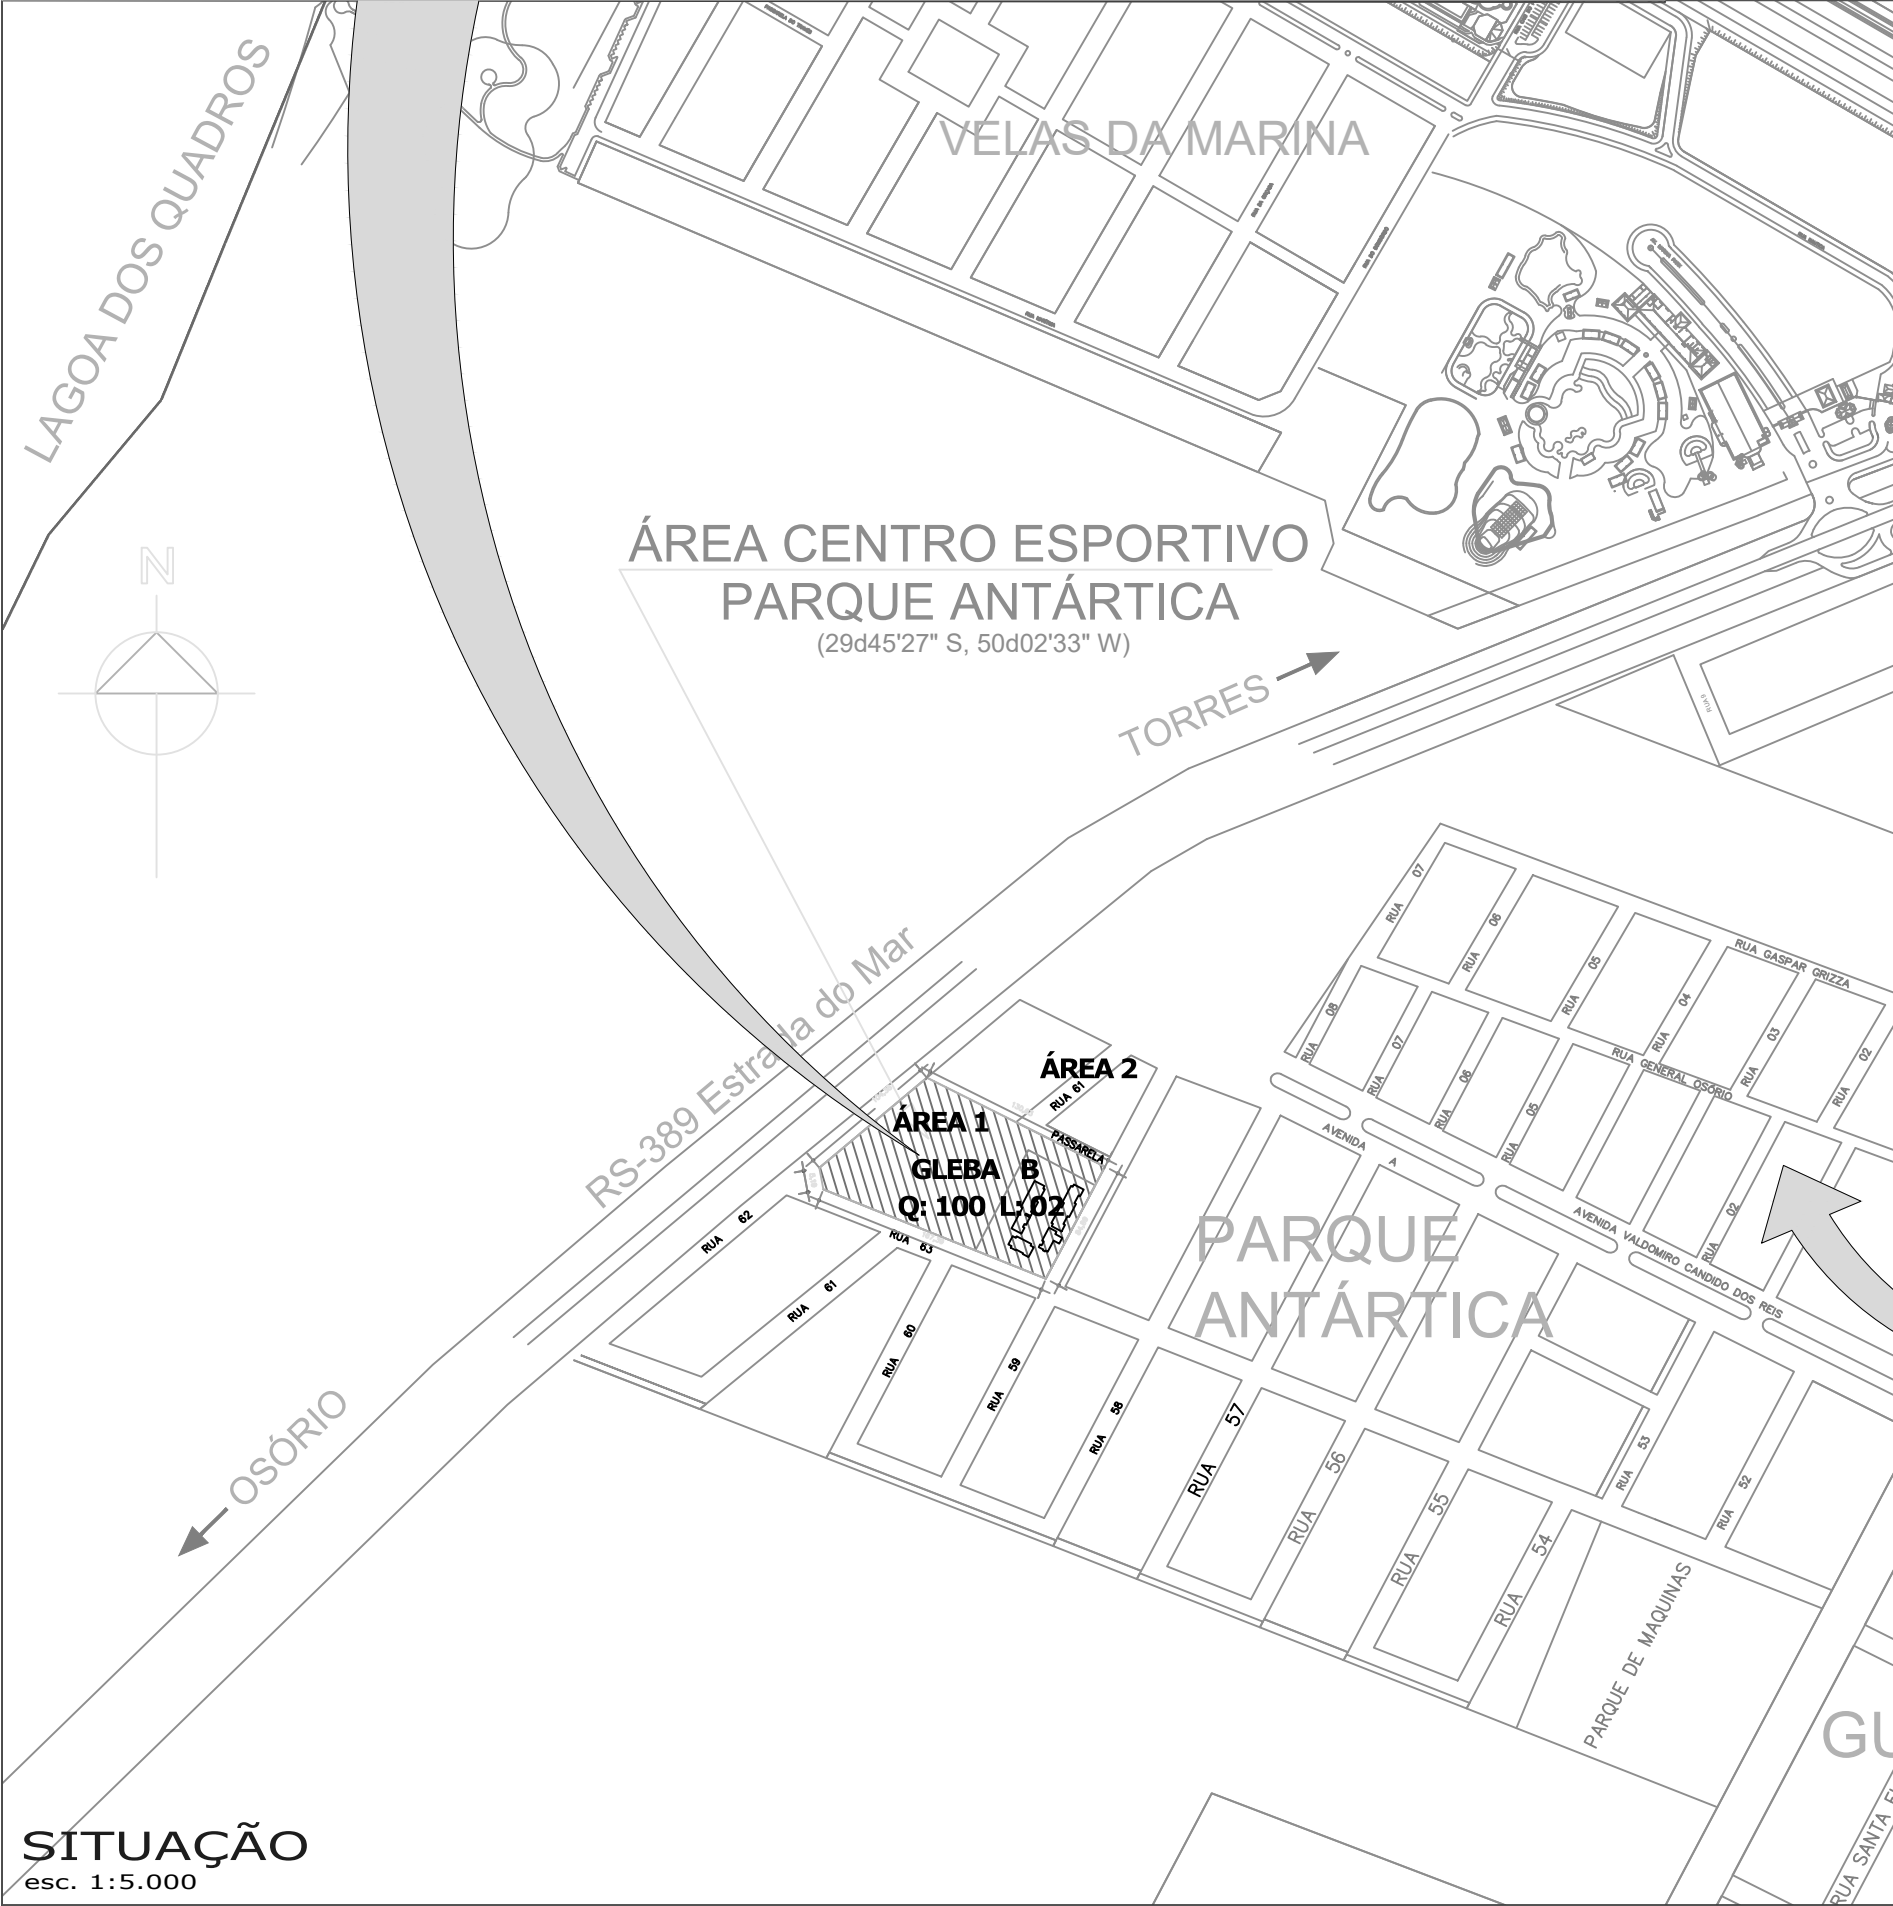 LAGOA DOS QUADROS
VELAS DA MARINA
N
ÁREA CENTRO ESPORTIVO
PARQUE ANTÁRTICA
(29d45'27" S, 50d02'33" W)
TORRES
RUA 9
RS-389 Estrada do Mar
ÁREA 2
RUA 61
ÁREA 1
PASSARELA
GLEBA B
Q: 100 L: 02
RUA 62
RUA 63
RUA 61
RUA 60
RUA 59
RUA 58
RUA 57
RUA 56
RUA 55
RUA 54
RUA 53
RUA 52
RUA 07
RUA 06
RUA 05
RUA 04
RUA 03
RUA 02
RUA GASPAR GRIZZA
RUA 08
RUA 07
RUA 06
RUA 05
RUA GENERAL OSÓRIO
RUA 02
AVENIDA A
AVENIDA VALDOMIRO CANDIDO DOS REIS
PARQUE
ANTÁRTICA
OSÓRIO
PARQUE DE MAQUINAS
GU
RUA SANTA
SITUAÇÃO
esc. 1:5.000